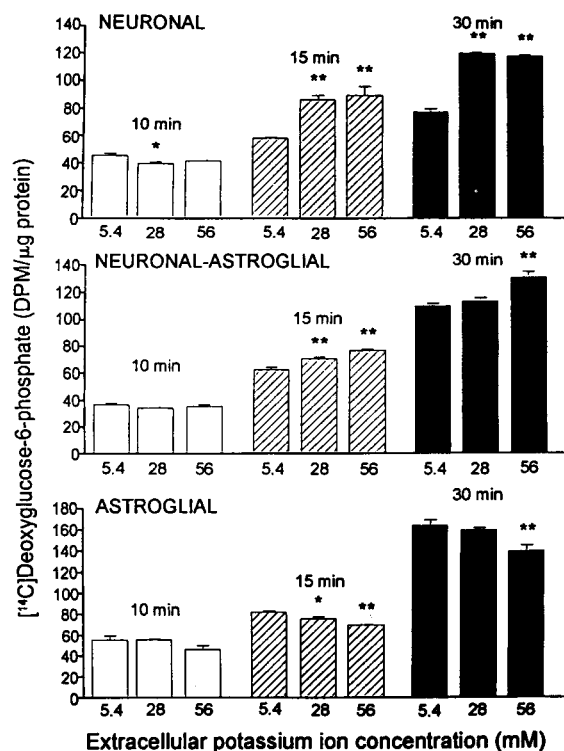 NEURONAL
30 min
** **
15 min
** **
10 min
*
140
120
100
80
60
40
20
0
5.4 28 56 5.4 28 56 5.4 28 56
NEURONAL-ASTROGLIAL
30 min
**
15 min
** **
10 min
140
120
100
80
60
40
20
0
5.4 28 56 5.4 28 56 5.4 28 56
ASTROGLIAL
30 min
**
15 min
* **
10 min
180
160
140
120
100
80
60
40
20
0
5.4 28 56 5.4 28 56 5.4 28 56
[¹⁴C]Deoxyglucose-6-phosphate (DPM/μg protein)
Extracellular potassium ion concentration (mM)